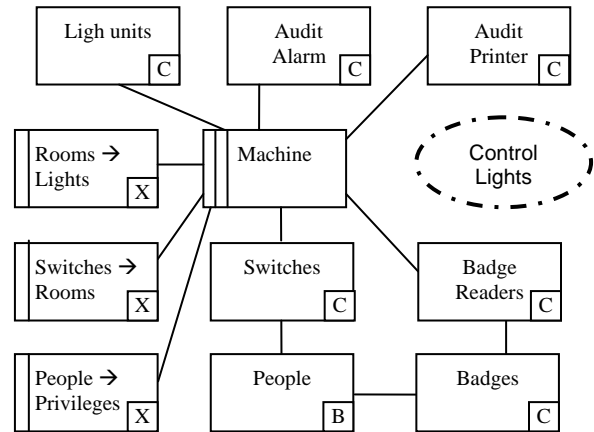 Ligh units
C
Audit
Alarm
C
Audit
Printer
C
Rooms →
Lights
X
Machine
Control
Lights
Switches →
Rooms
X
Switches
C
Badge
Readers
C
People →
Privileges
X
People
B
Badges
C